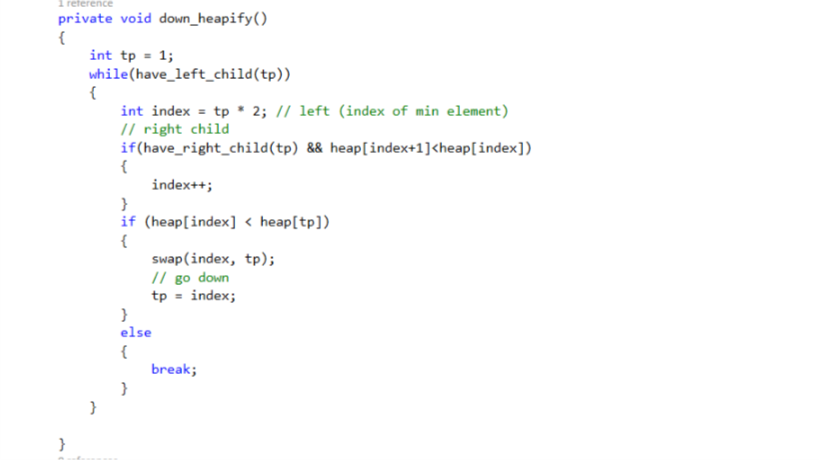 1 reference
private void down_heapify()
{
int tp = 1;
while(have_left_child(tp))
{
int index = tp * 2; // left (index of min element)
// right child
if(have_right_child(tp) && heap[index+1]<heap[index])
{
index++;
}
if (heap[index] < heap[tp])
{
swap(index, tp);
// go down
tp = index;
}
else
{
break;
}
}
}